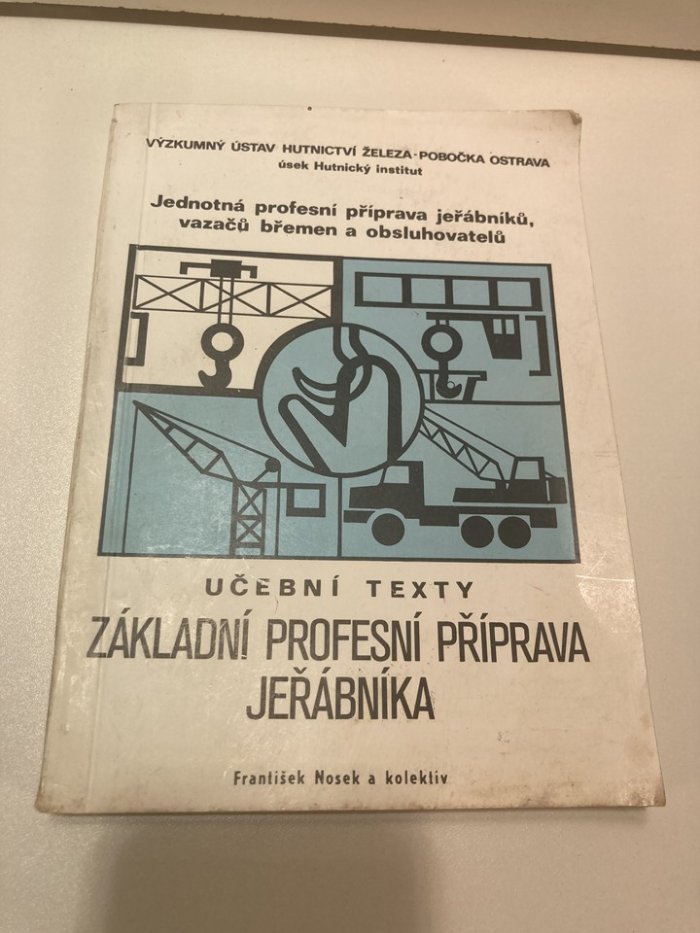 VÝZKUMNÝ ÚSTAV HUTNICTVÍ ŽELEZA - POBOČKA OSTRAVA
úsek Hutnický institut
Jednotná profesní příprava jeřábníků,
vazačů břemen a obsluhovatelů
UČEBNÍ TEXTY
ZÁKLADNÍ PROFESNÍ PŘÍPRAVA
JEŘÁBNÍKA
František Nosek a kolektiv